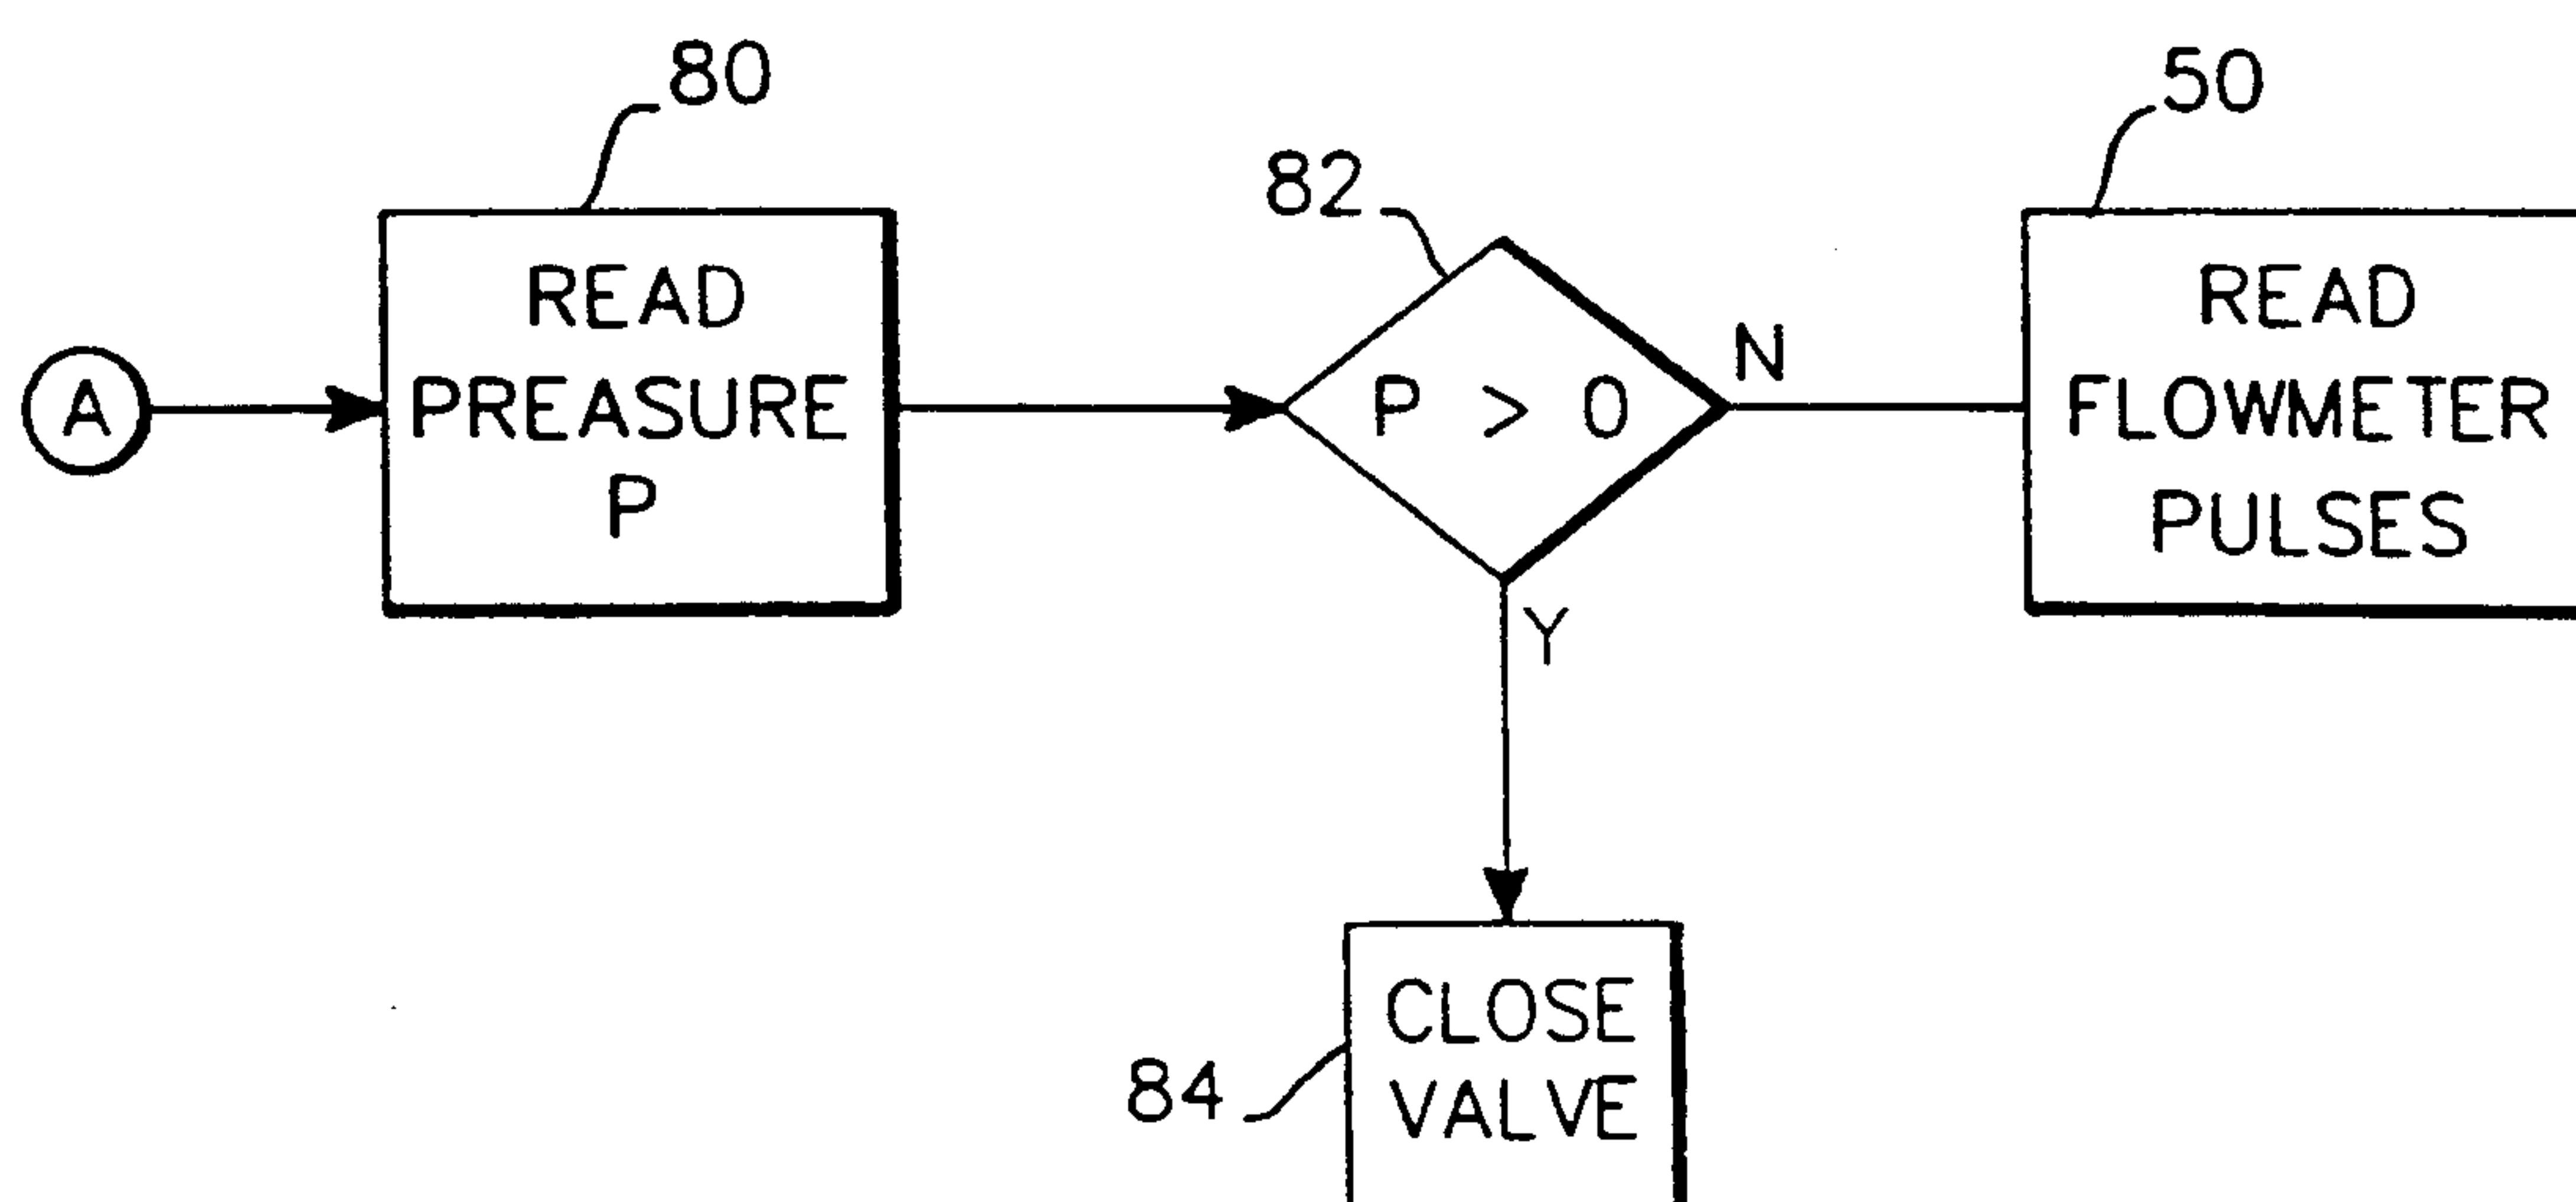 80
50
82
READ
PREASURE
P
A
P > 0
N
READ
FLOWMETER
PULSES
Y
CLOSE
VALVE
84